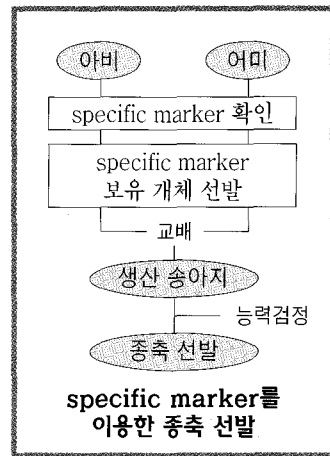 아비 어미
specific marker 확인
specific marker
보유 개체 선발
교배
생산 송아지
능력검정
종축 선발
specific marker를
이용한 종축 선발